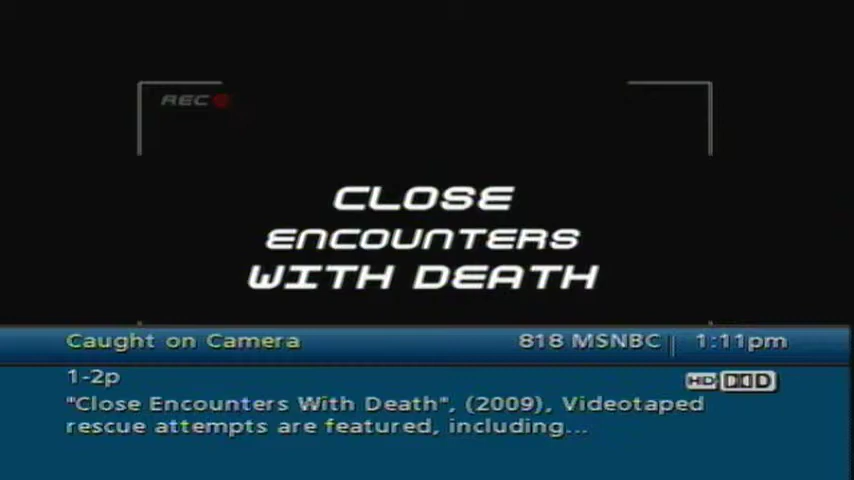 REC
CLOSE
ENCOUNTERS
WITH DEATH
Caught on Camera 818 MSNBC 1:11pm
1-2p HD DD D
"Close Encounters With Death", (2009), Videotaped
rescue attempts are featured, including...